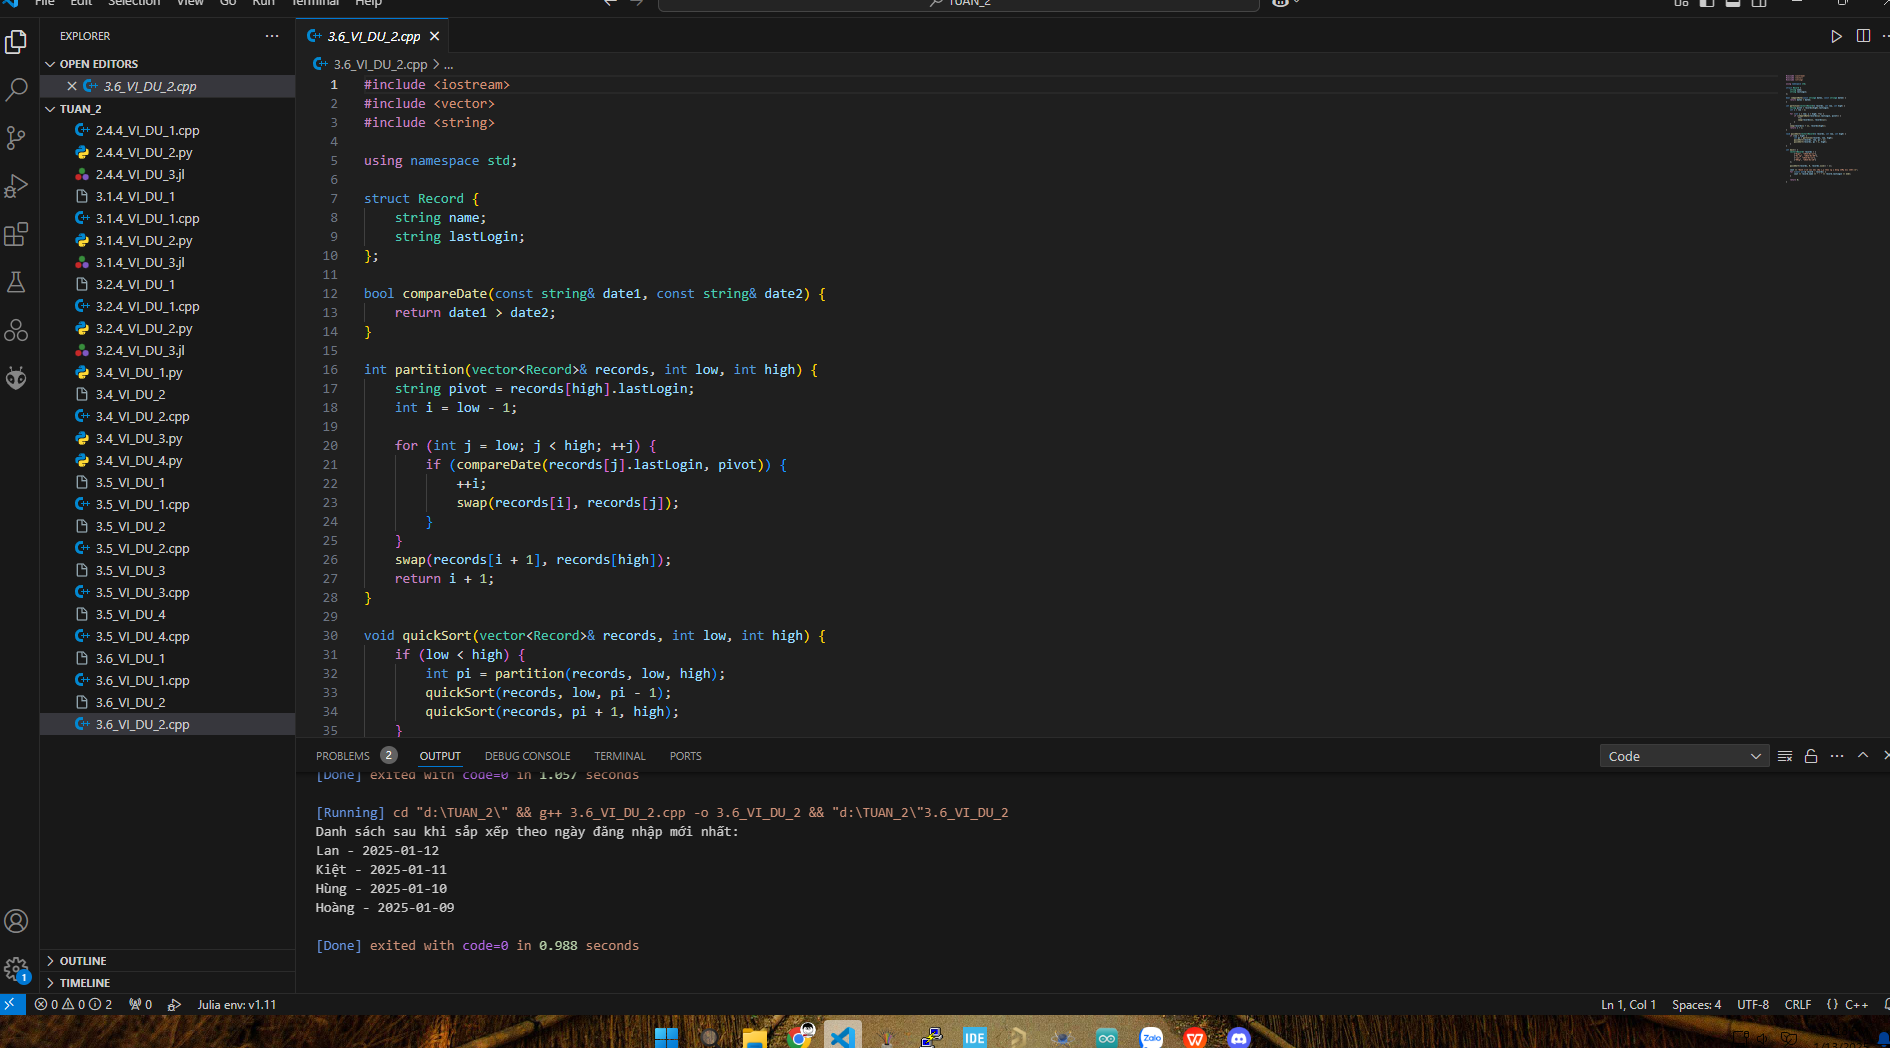 File Edit Selection View Go Run Terminal Help
TUAN_2
EXPLORER
OPEN EDITORS
3.6_VI_DU_2.cpp
TUAN_2
2.4.4_VI_DU_1.cpp
2.4.4_VI_DU_2.py
2.4.4_VI_DU_3.jl
3.1.4_VI_DU_1
3.1.4_VI_DU_1.cpp
3.1.4_VI_DU_2.py
3.1.4_VI_DU_3.jl
3.2.4_VI_DU_1
3.2.4_VI_DU_1.cpp
3.2.4_VI_DU_2.py
3.2.4_VI_DU_3.jl
3.4_VI_DU_1.py
3.4_VI_DU_2
3.4_VI_DU_2.cpp
3.4_VI_DU_3.py
3.4_VI_DU_4.py
3.5_VI_DU_1
3.5_VI_DU_1.cpp
3.5_VI_DU_2
3.5_VI_DU_2.cpp
3.5_VI_DU_3
3.5_VI_DU_3.cpp
3.5_VI_DU_4
3.5_VI_DU_4.cpp
3.6_VI_DU_1
3.6_VI_DU_1.cpp
3.6_VI_DU_2
3.6_VI_DU_2.cpp
OUTLINE
TIMELINE
3.6_VI_DU_2.cpp
3.6_VI_DU_2.cpp > ...
1 #include <iostream>
2 #include <vector>
3 #include <string>
4
5 using namespace std;
6
7 struct Record {
8 string name;
9 string lastLogin;
10 };
11
12 bool compareDate(const string& date1, const string& date2) {
13 return date1 > date2;
14 }
15
16 int partition(vector<Record>& records, int low, int high) {
17 string pivot = records[high].lastLogin;
18 int i = low - 1;
19
20 for (int j = low; j < high; ++j) {
21 if (compareDate(records[j].lastLogin, pivot)) {
22 ++i;
23 swap(records[i], records[j]);
24 }
25 }
26 swap(records[i + 1], records[high]);
27 return i + 1;
28 }
29
30 void quickSort(vector<Record>& records, int low, int high) {
31 if (low < high) {
32 int pi = partition(records, low, high);
33 quickSort(records, low, pi - 1);
34 quickSort(records, pi + 1, high);
35 }
PROBLEMS 2 OUTPUT DEBUG CONSOLE TERMINAL PORTS
Code
[Done] exited with code=0 in 1.057 seconds
[Running] cd "d:\TUAN_2\" && g++ 3.6_VI_DU_2.cpp -o 3.6_VI_DU_2 && "d:\TUAN_2\"3.6_VI_DU_2
Danh sách sau khi sắp xếp theo ngày đăng nhập mới nhất:
Lan - 2025-01-12
Kiệt - 2025-01-11
Hùng - 2025-01-10
Hoàng - 2025-01-09
[Done] exited with code=0 in 0.988 seconds
1
0 0 2 0 Julia env: v1.11
Ln 1, Col 1 Spaces: 4 UTF-8 CRLF {} C++
IDE
Zalo